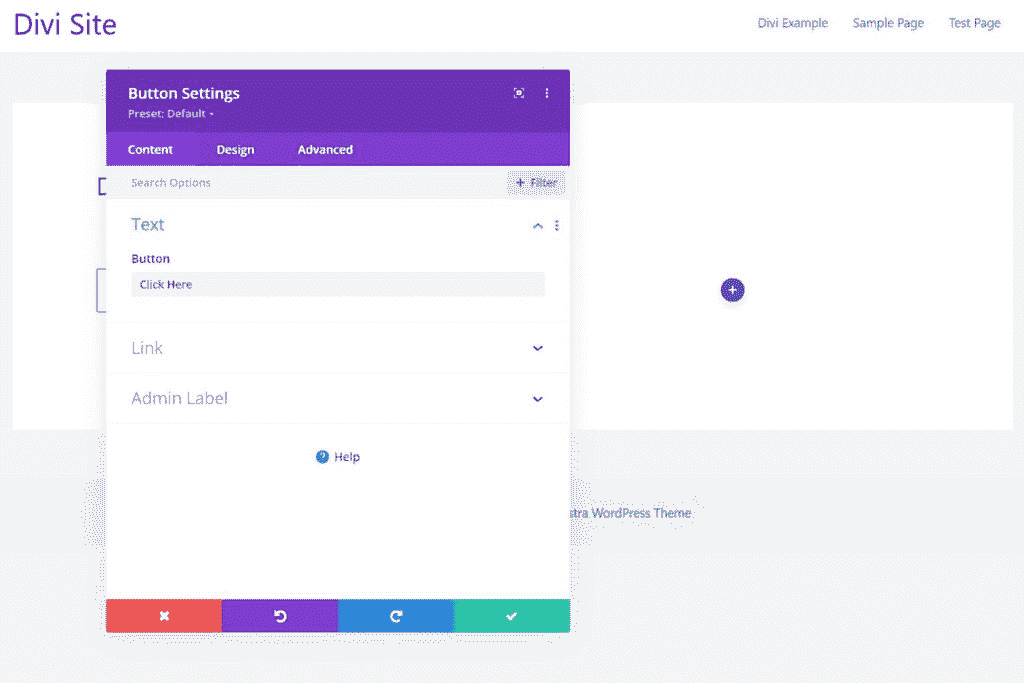 Divi Site
Divi Example Sample Page Test Page
Button Settings
Preset: Default
Content Design Advanced
Search Options
+ Filter
Text
Button
Click Here
Link
Admin Label
? Help
WordPress Theme